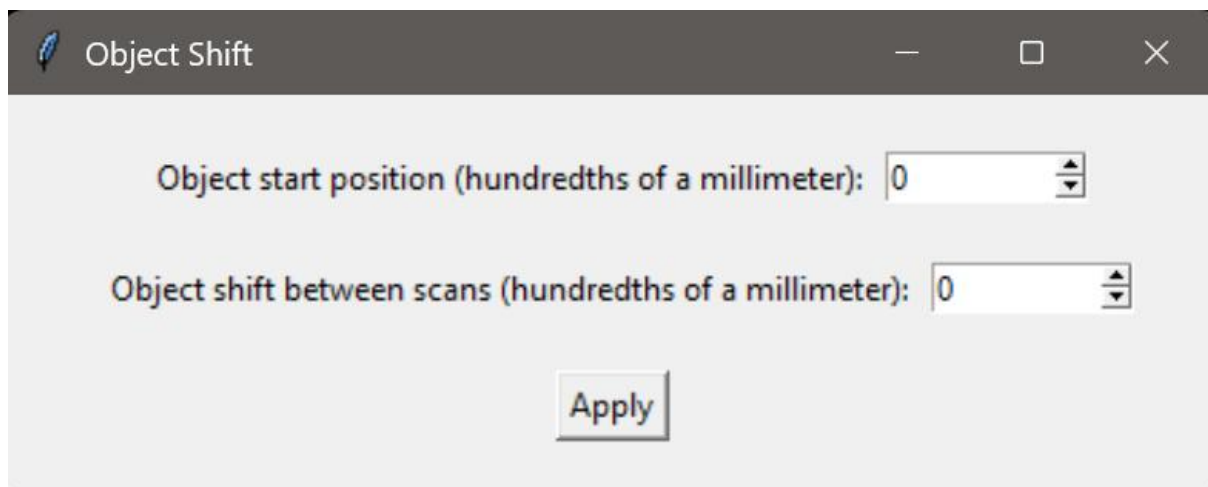 Object Shift
Object start position (hundredths of a millimeter): 0
Object shift between scans (hundredths of a millimeter): 0
Apply